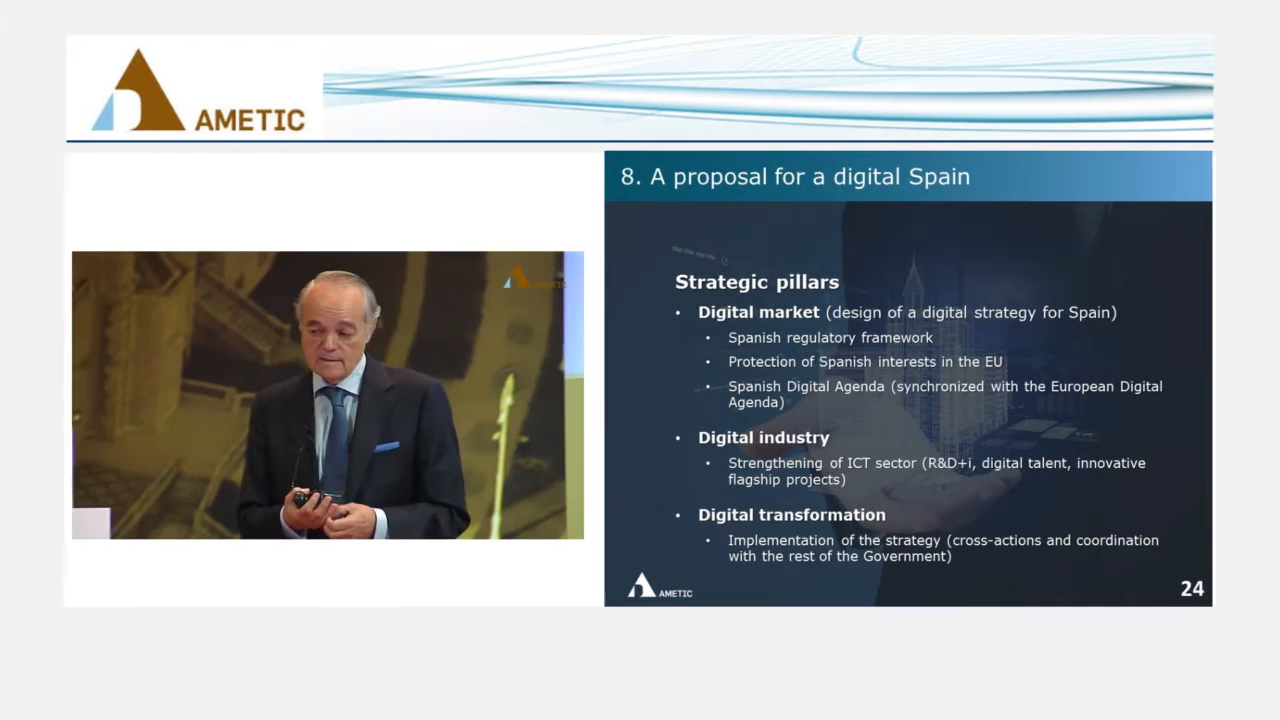 AMETIC
8. A proposal for a digital Spain
Strategic pillars
• Digital market (design of a digital strategy for Spain)
• Spanish regulatory framework
• Protection of Spanish interests in the EU
• Spanish Digital Agenda (synchronized with the European Digital
Agenda)
• Digital industry
• Strengthening of ICT sector (R&D+i, digital talent, innovative
flagship projects)
• Digital transformation
• Implementation of the strategy (cross-actions and coordination
with the rest of the Government)
AMETIC
24